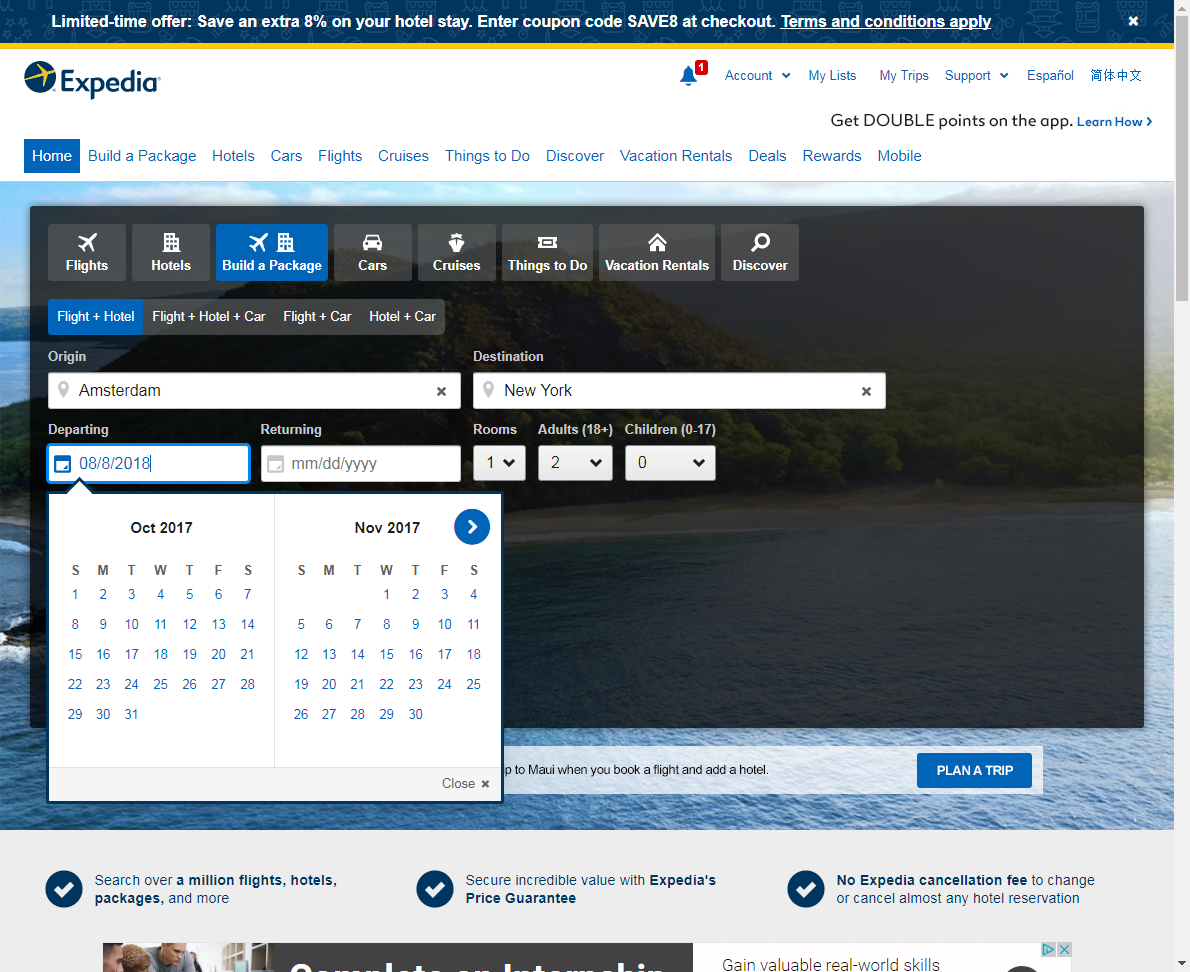 Limited-time offer: Save an extra 8% on your hotel stay. Enter coupon code SAVE8 at checkout. Terms and conditions apply
Expedia
1
Account
My Lists
My Trips
Support
Español
简体中文
Get DOUBLE points on the app. Learn How
Home Build a Package Hotels Cars Flights Cruises Things to Do Discover Vacation Rentals Deals Rewards Mobile
Flights Hotels Build a Package Cars Cruises Things to Do Vacation Rentals Discover
Flight + Hotel Flight + Hotel + Car Flight + Car Hotel + Car
Origin Destination
Amsterdam New York
Departing Returning Rooms Adults (18+) Children (0-17)
08/8/2018 mm/dd/yyyy 1 2 0
Oct 2017
S M T W T F S
1 2 3 4 5 6 7
8 9 10 11 12 13 14
15 16 17 18 19 20 21
22 23 24 25 26 27 28
29 30 31
Nov 2017
S M T W T F S
1 2 3 4
5 6 7 8 9 10 11
12 13 14 15 16 17 18
19 20 21 22 23 24 25
26 27 28 29 30
Close
to Maui when you book a flight and add a hotel.
PLAN A TRIP
Search over a million flights, hotels,
packages, and more
Secure incredible value with Expedia's
Price Guarantee
No Expedia cancellation fee to change
or cancel almost any hotel reservation
Complete an Internship
Gain valuable real-world skills